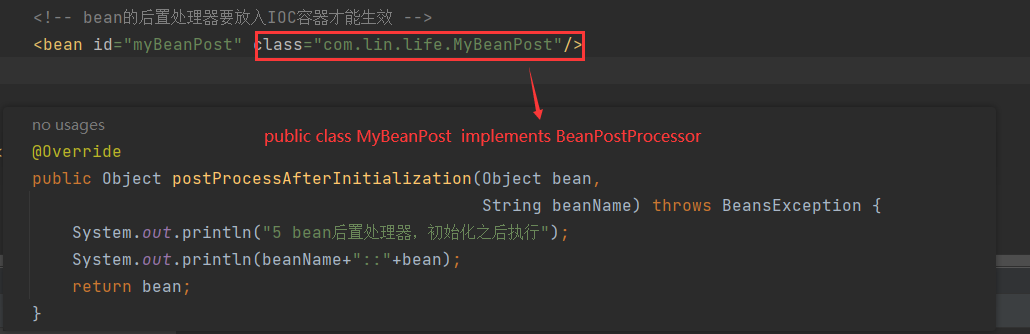 <!-- bean的后置处理器要放入IOC容器才能生效 -->
<bean id="myBeanPost" class="com.lin.life.MyBeanPost"/>
no usages
public class MyBeanPost  implements BeanPostProcessor
@Override
public Object postProcessAfterInitialization(Object bean,
String beanName) throws BeansException {
System.out.println("5 bean后置处理器，初始化之后执行");
System.out.println(beanName+"::"+bean);
return bean;
}